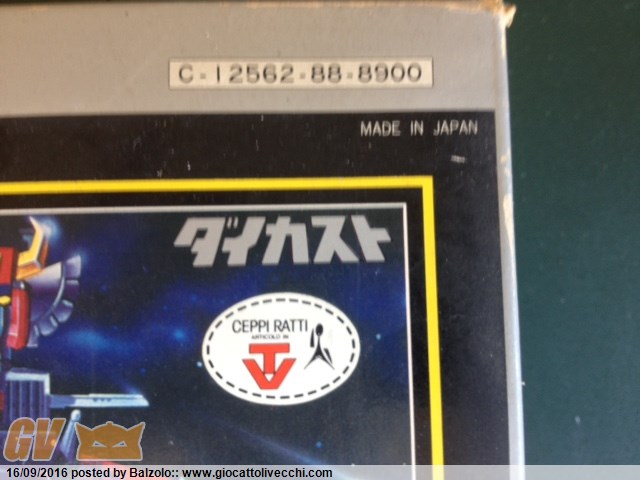 C-12562-88-8900
MADE IN JAPAN
ダイカスト
CEPPI RATTI
ARTICOLO IN
TV
GV
16/09/2016 posted by Balzolo:: www.giocattolivecchi.com